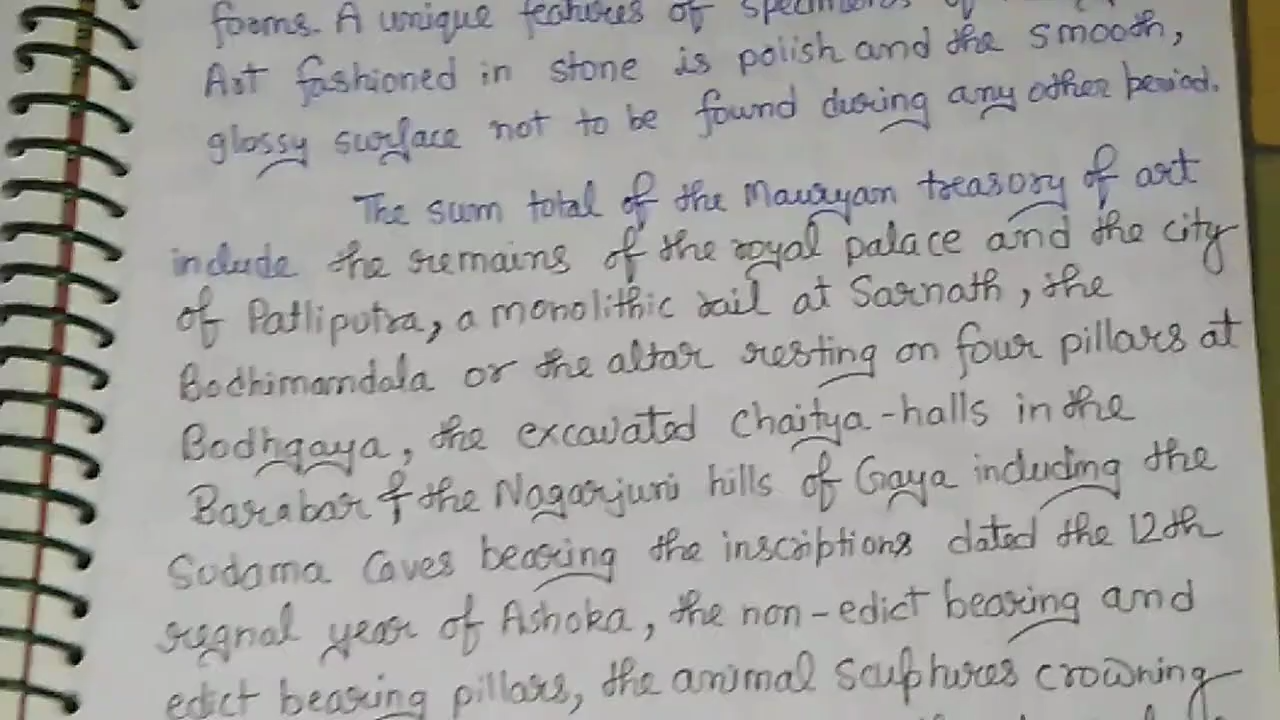 forms. A unique features of specimens of
Art fashioned in stone is polish and the smooth,
glossy surface not to be found during any other period.
The sum total of the Mauryan treasory of art
include the remains of the royal palace and the city
of Patliputra, a monolithic rail at Sarnath, the
Bodhimandala or the altar resting on four pillars at
Bodhgaya, the excavated Chaitya-halls in the
Barabar & the Nagarjuni hills of Gaya including the
Sudama Caves bearing the inscriptions dated the 12th
regnal year of Ashoka, the non-edict bearing and
edict bearing pillars, the animal sculptures crowning